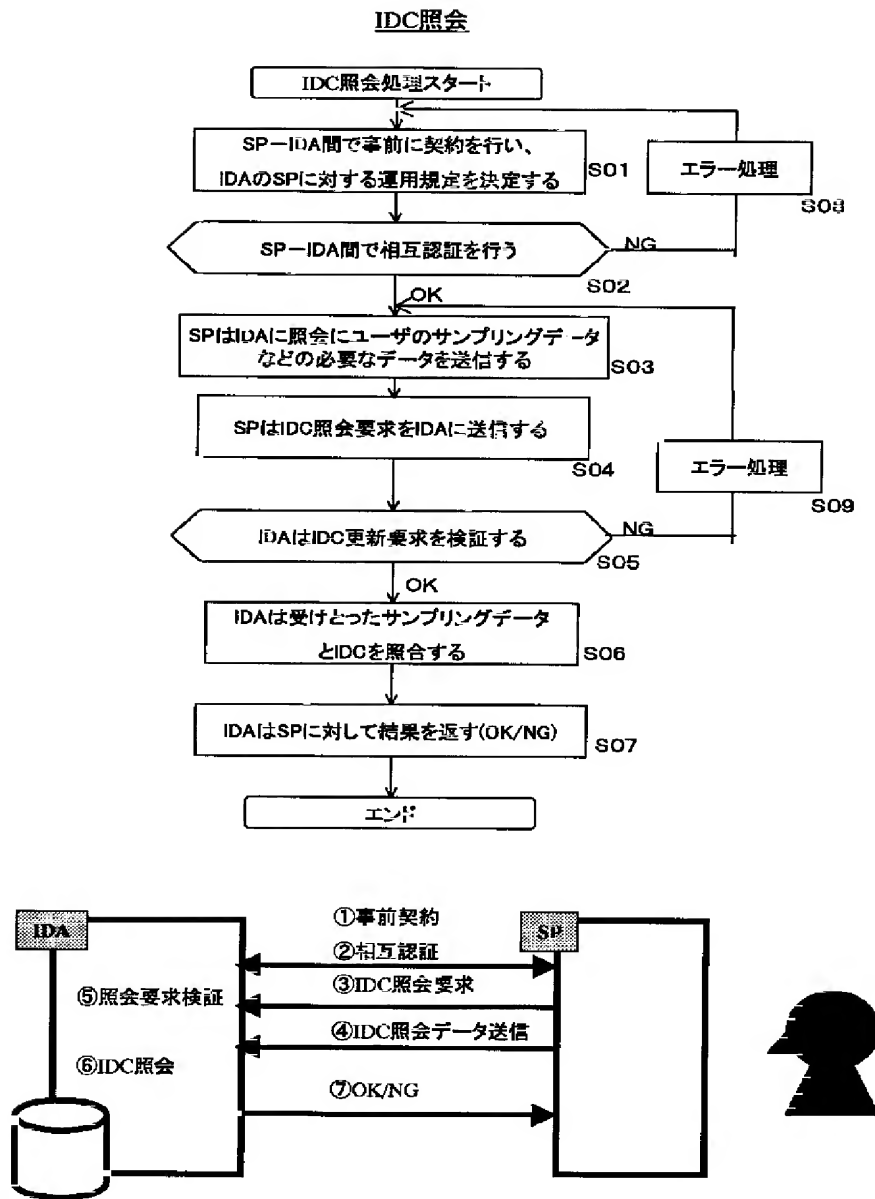 IDC照会
IDC照会処理スタート
SPーIDA間で事前に契約を行い、
IDAのSPに対する運用規定を決定する
S01
エラー処理
S08
SPーIDA間で相互認証を行う
NG
S02
OK
SPはIDAに照会にユーザのサンプリングデータ
などの必要なデータを送信する
S03
SPはIDC照会要求をIDAに送信する
S04
エラー処理
S09
IDAはIDC更新要求を検証する
NG
S05
OK
IDAは受けとったサンプリングデータ
とIDCを照合する
S06
IDAはSPに対して結果を返す(OK/NG)
S07
エンド
IDA
①事前契約
SP
②相互認証
③IDC照会要求
⑤照会要求検証
④IDC照会データ送信
⑥IDC照会
⑦OK/NG